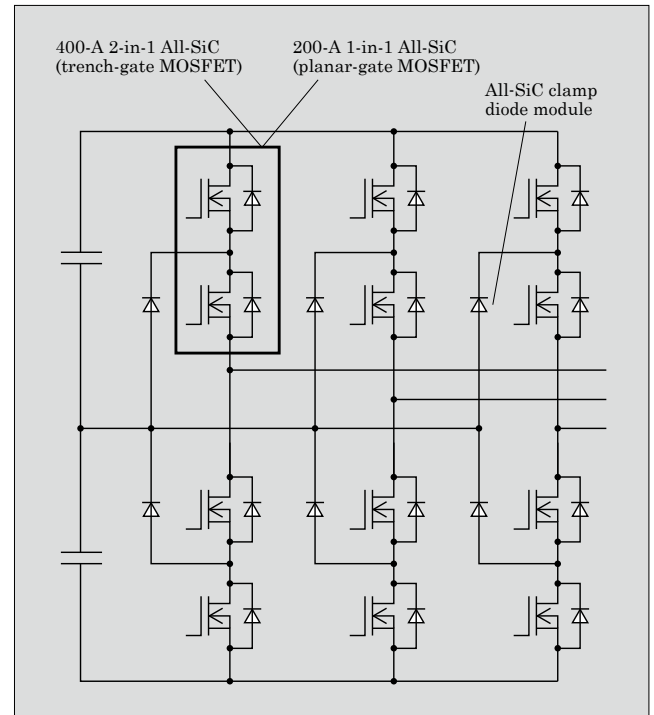 400-A 2-in-1 All-SiC
(trench-gate MOSFET)
200-A 1-in-1 All-SiC
(planar-gate MOSFET)
All-SiC clamp
diode module